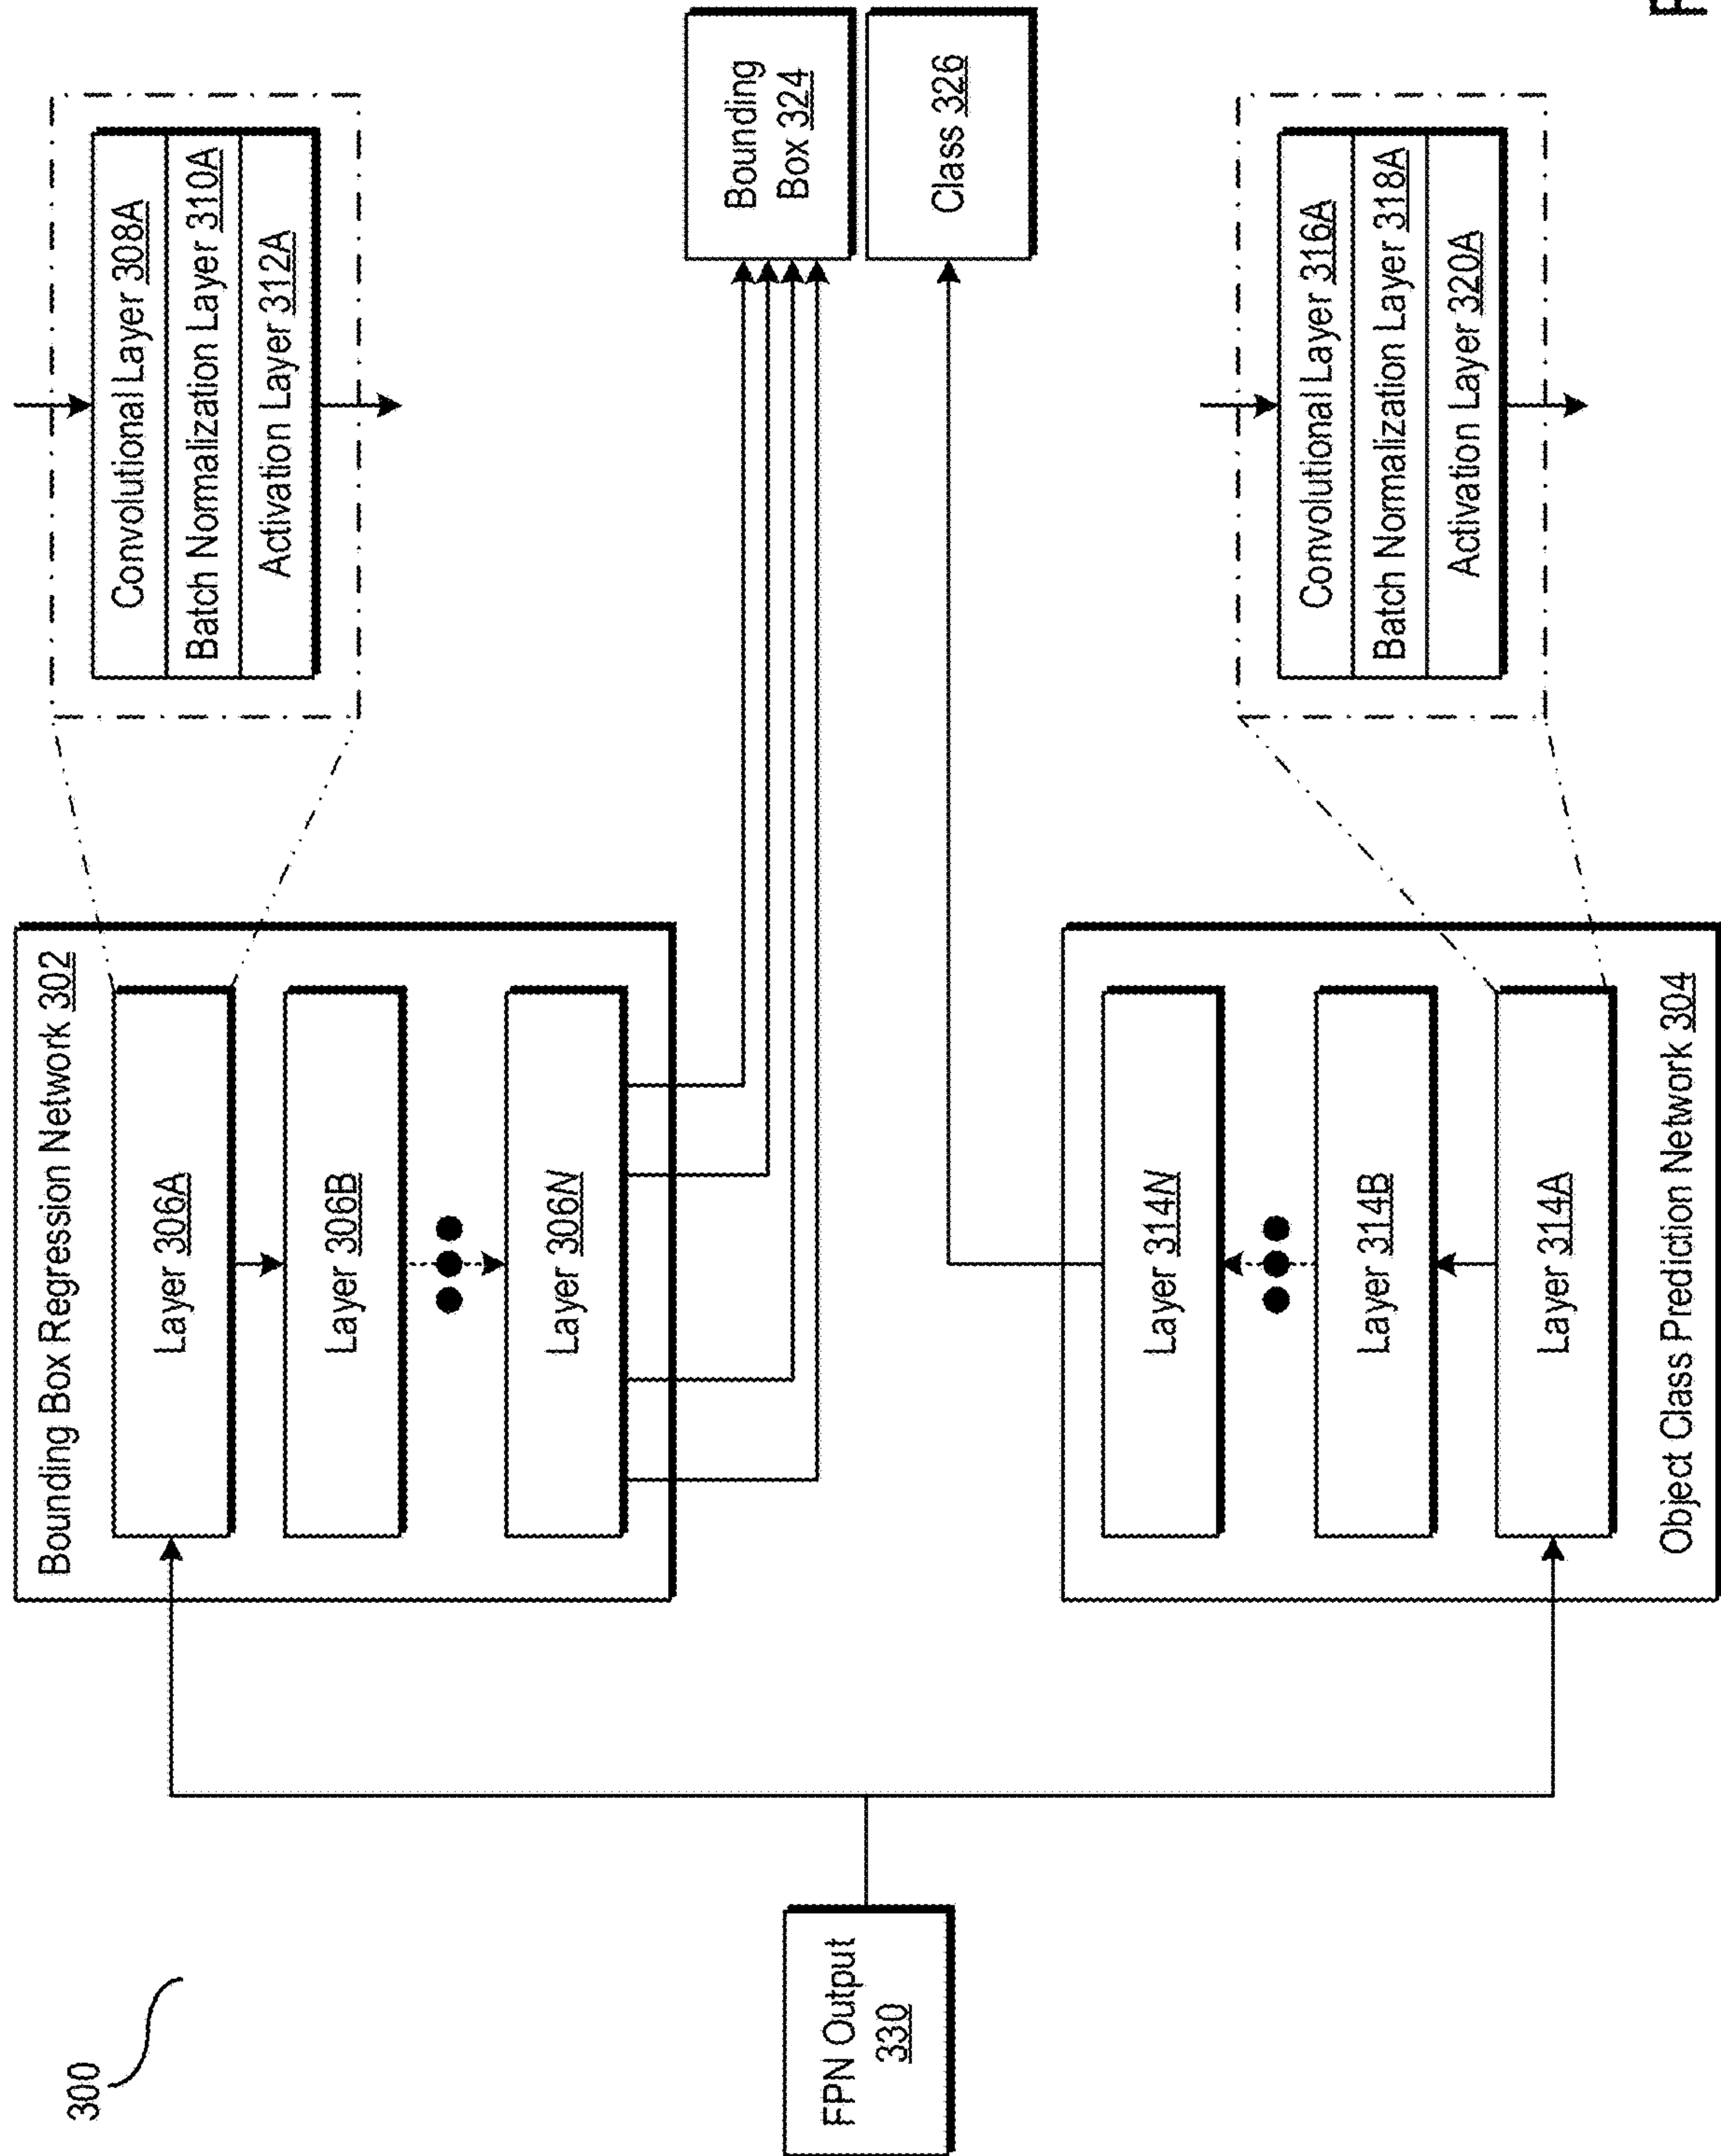 300
FPN Output
330
Bounding Box Regression Network 302
Layer 306A
Layer 306B
Layer 306N
Convolutional Layer 308A
Batch Normalization Layer 310A
Activation Layer 312A
Bounding
Box 324
Class 326
Layer 314N
Layer 314B
Layer 314A
Object Class Prediction Network 304
Convolutional Layer 316A
Batch Normalization Layer 318A
Activation Layer 320A